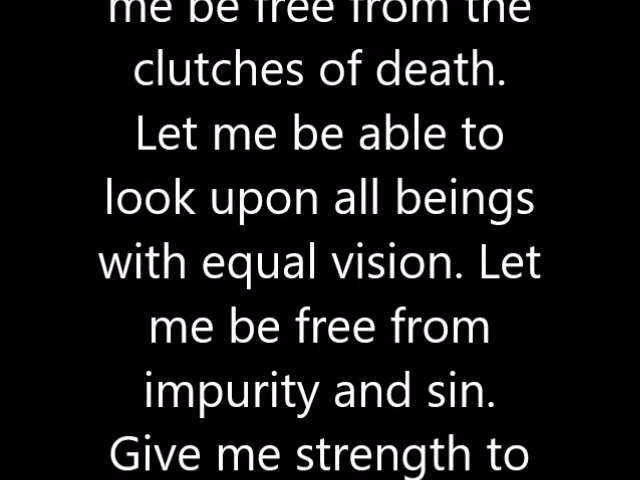 me be free from the
clutches of death.
Let me be able to
look upon all beings
with equal vision. Let
me be free from
impurity and sin.
Give me strength to